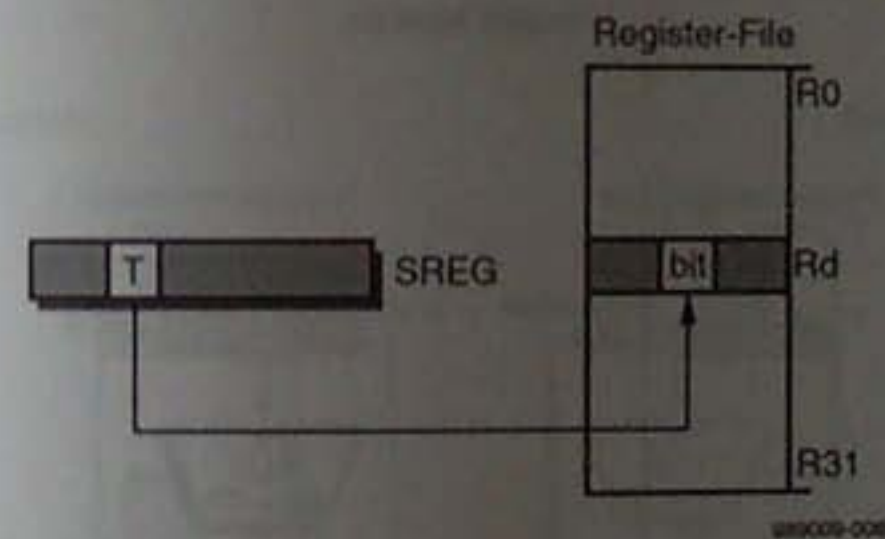 Register-File
R0
T
SREG
bit
Rd
R31